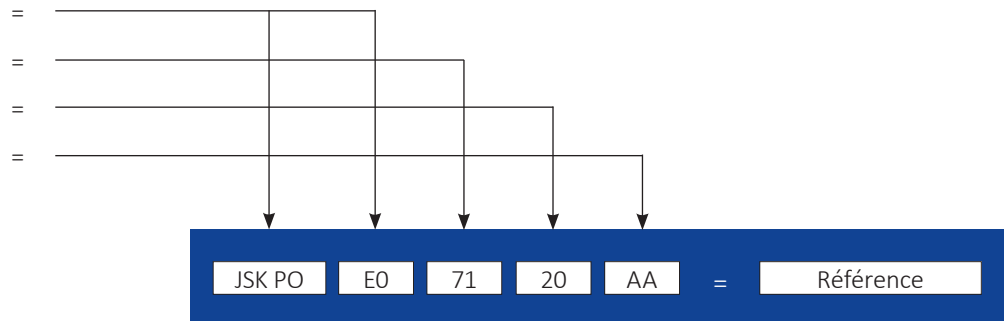 =
=
=
=
JSK PO E0 71 20 AA = Référence